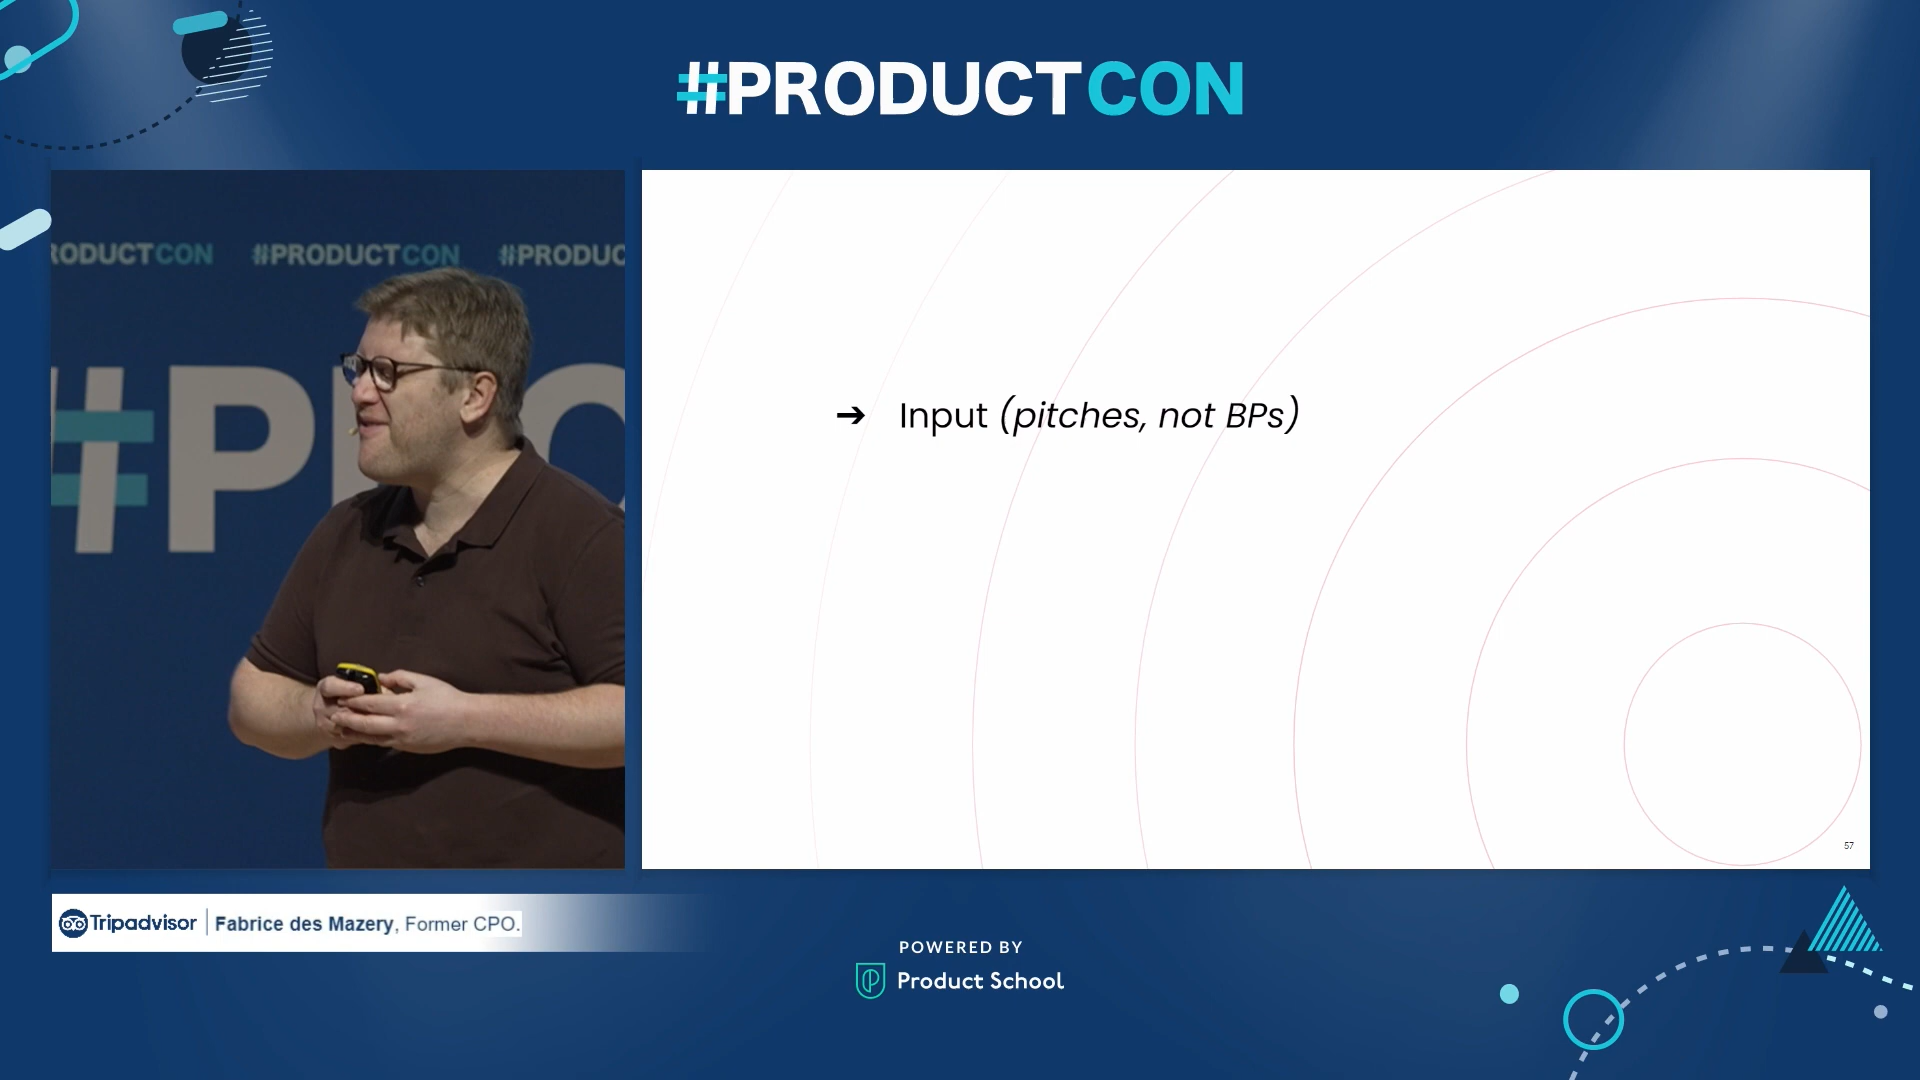 #PRODUCTCON
RODUCTCON #PRODUCTCON #PRODUC
#PRO
➔ Input (pitches, not BPs)
57
Tripadvisor | Fabrice des Mazery, Former CPO.
POWERED BY
Product School